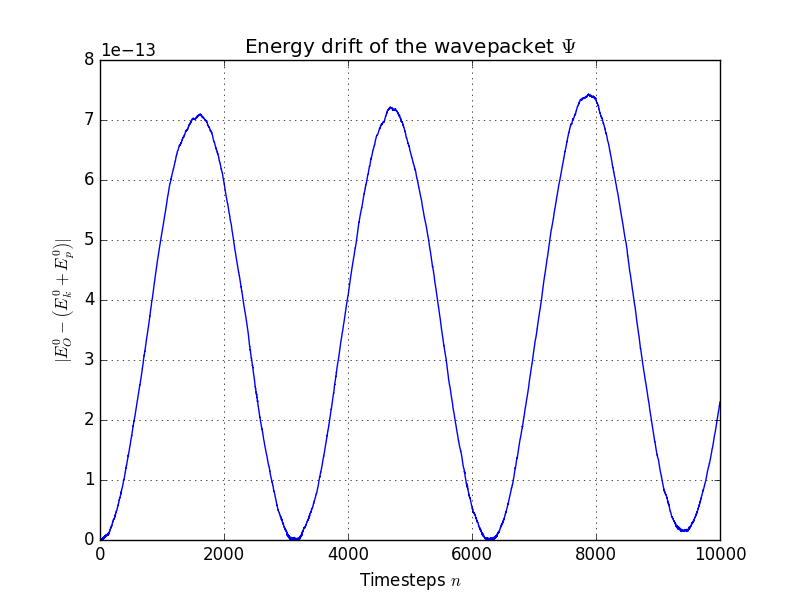 Energy drift of the wavepacket Ψ
1e−13
8
7
6
5
4
3
2
1
0
|E_O^0 − (E_k^0 + E_p^0)|
0 2000 4000 6000 8000 10000
Timesteps n